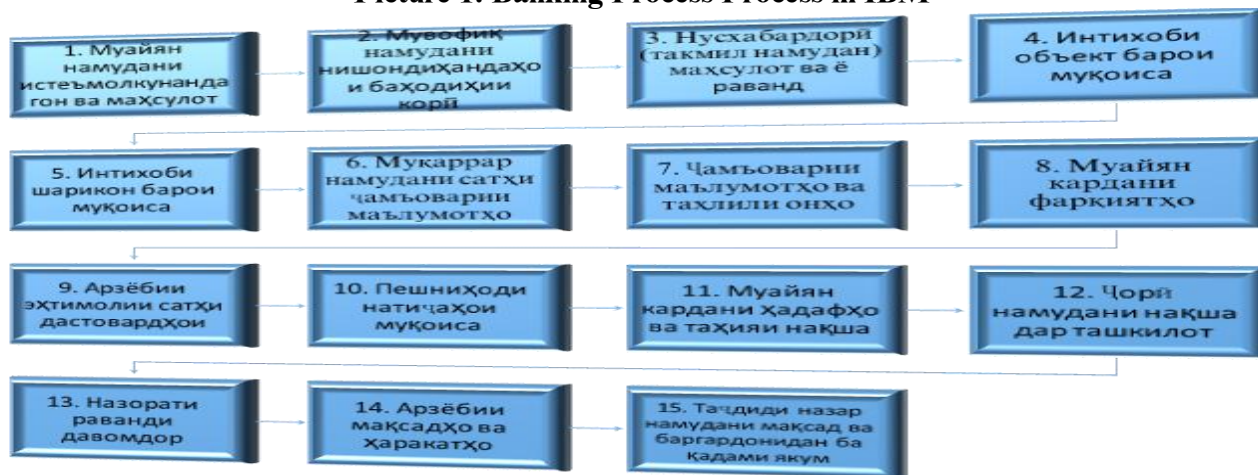 Picture 1. Banking Process Process in IBM
1. Муайян
намудани
истеъмолкунанда
гон ва маҳсулот
2. Мувофиқ
намудани
нишондиҳандаҳо
и баҳодиҳии
корӣ
3. Нусхабардорӣ
(такмил намудан)
маҳсулот ва ё
раванд
4. Интихоби
объект барои
муқоиса
5. Интихоби
шарикон барои
муқоиса
6. Муқаррар
намудани сатҳи
ҷамъоварии
маълумотҳо
7. Ҷамъоварии
маълумотҳо ва
таҳлили онҳо
8. Муайян
кардани
фарқиятҳо
9. Арзёбии
эҳтимолии сатҳи
дастовардҳои
10. Пешниҳоди
натиҷаҳои
муқоиса
11. Муайян
кардани ҳадафҳо
ва таҳияи нақша
12. Ҷорӣ
намудани нақша
дар ташкилот
13. Назорати
раванди
давомдор
14. Арзёбии
мақсадҳо ва
ҳаракатҳо
15. Таҷдиди назар
намудани мақсад ва
баргардонидан ба
қадами якум